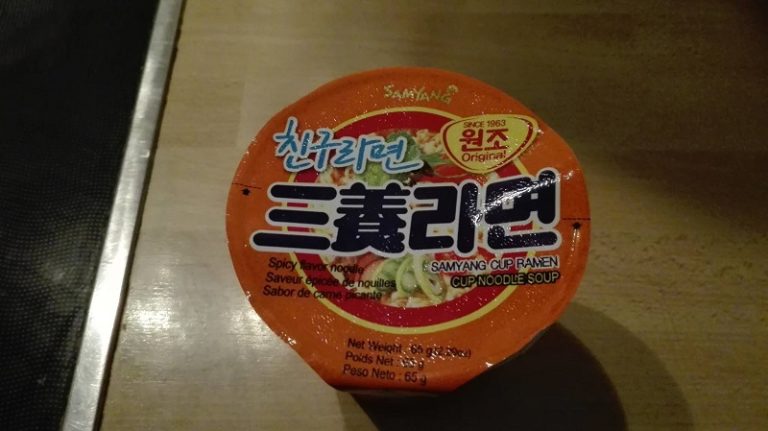 SAMYANG
SINCE 1963
원조
Original
친구라면
三養라면
SAMYANG CUP RAMEN
CUP NOODLE SOUP
Spicy flavor noodle
Saveur épicée de nouilles
Sabor de carne picante
Net Weight : 65 g
Poids Net : 65 g
Peso Neto : 65 g